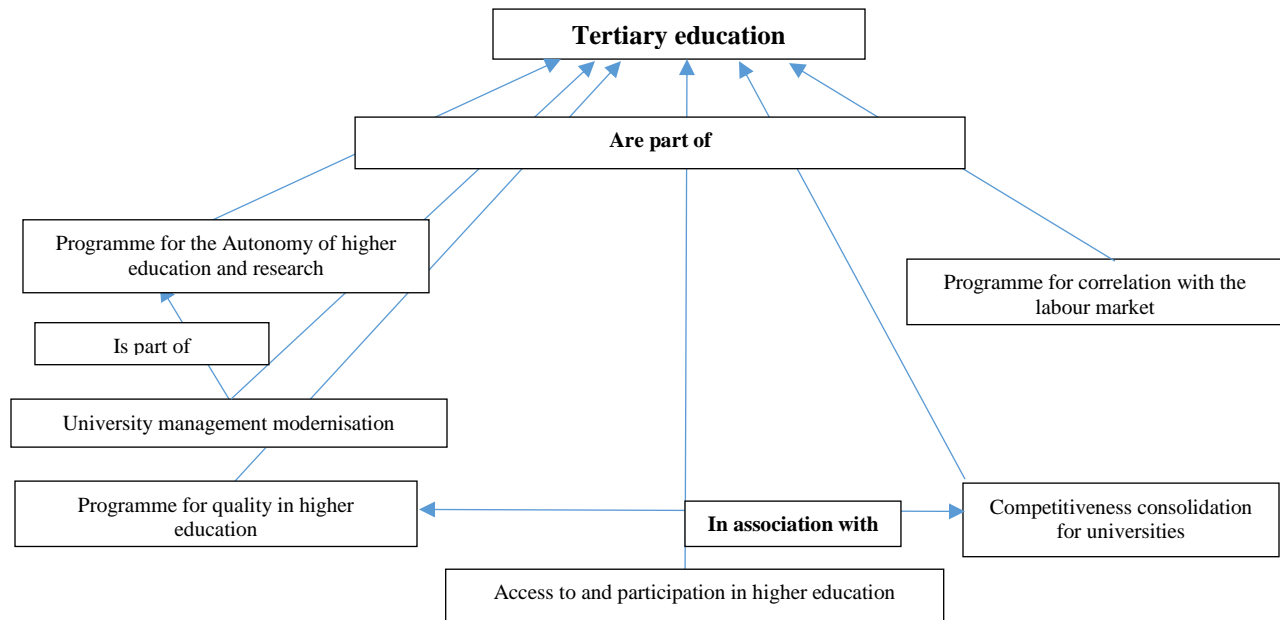 Tertiary education
Are part of
Programme for the Autonomy of higher
education and research
Programme for correlation with the
labour market
Is part of
University management modernisation
Programme for quality in higher
education
In association with
Competitiveness consolidation
for universities
Access to and participation in higher education